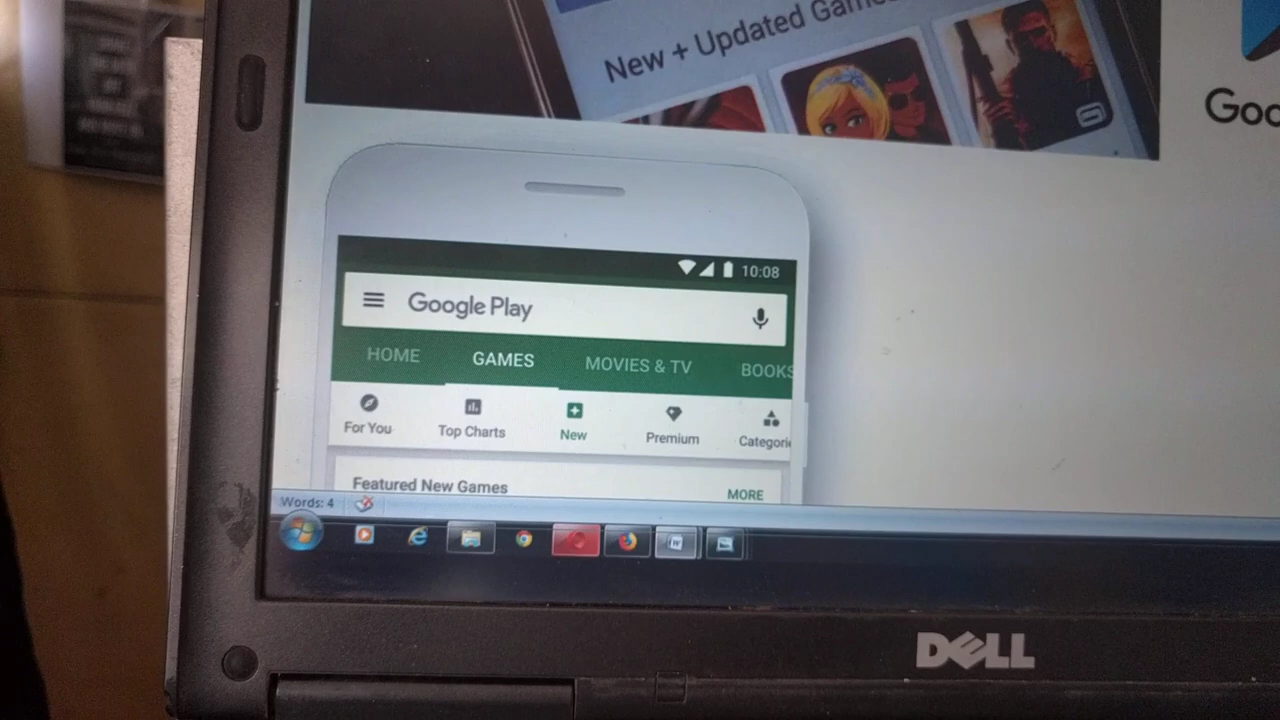 New + Updated
Goo
10:08
Google Play
HOME GAMES MOVIES & TV BOOKS
For You Top Charts New Premium Categori
Featured New Games MORE
Words: 4
DELL